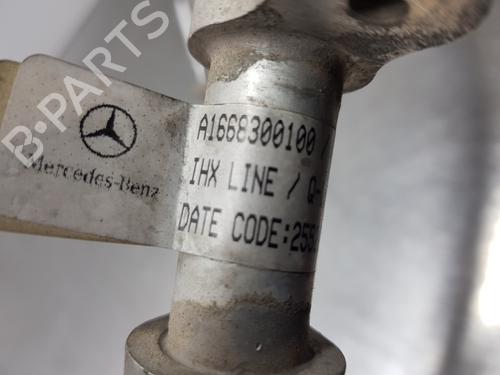 B-PARTS
A1668300100 /
Mercedes-Benz
IHX LINE / Q-
DATE CODE:255